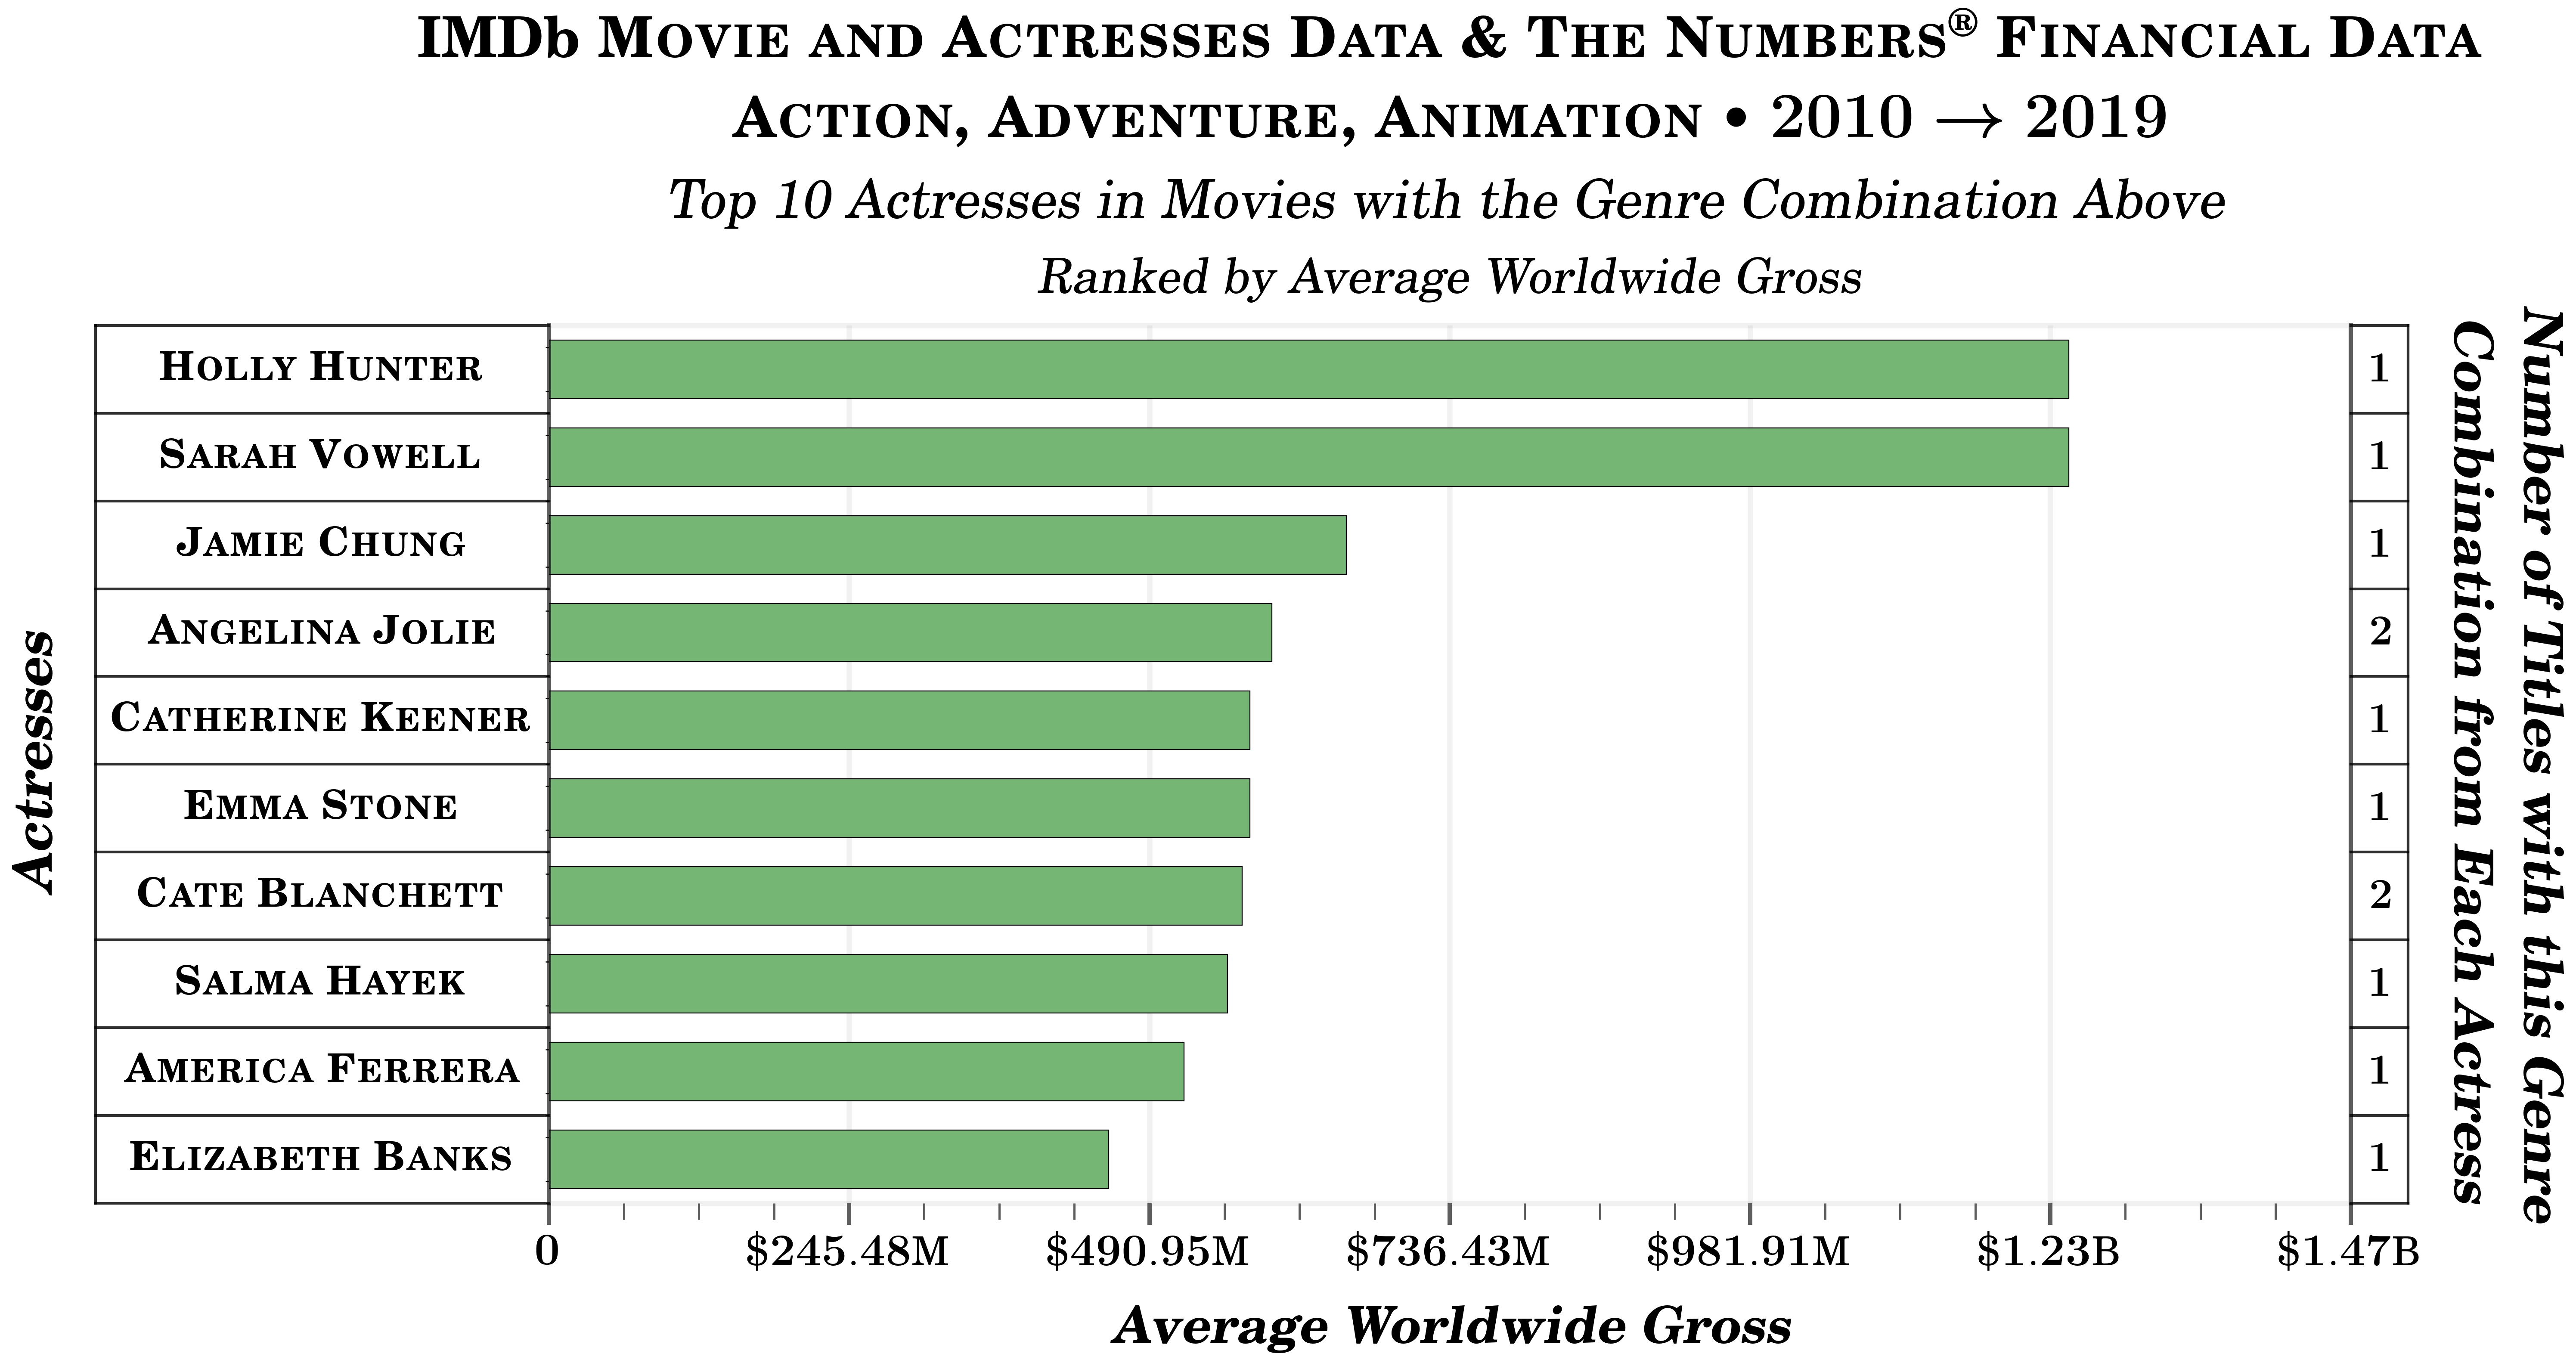 IMDb Movie and Actresses Data & The Numbers® Financial Data
Action, Adventure, Animation • 2010 → 2019
Top 10 Actresses in Movies with the Genre Combination Above
Ranked by Average Worldwide Gross
Actresses
Holly Hunter 1
Sarah Vowell 1
Jamie Chung 1
Angelina Jolie 2
Catherine Keener 1
Emma Stone 1
Cate Blanchett 2
Salma Hayek 1
America Ferrera 1
Elizabeth Banks 1
Number of Titles with this Genre
Combination from Each Actress
0 $245.48M $490.95M $736.43M $981.91M $1.23B $1.47B
Average Worldwide Gross